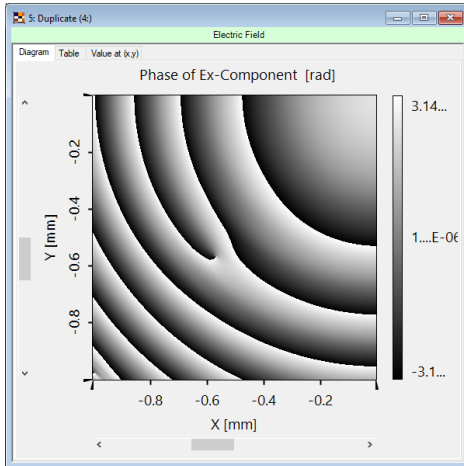 5: Duplicate (4:)
Electric Field
Diagram Table Value at (x,y)
Phase of Ex-Component [rad]
3.14...
1....E-06
-3.1...
-0.2
-0.4
-0.6
-0.8
Y [mm]
-0.8 -0.6 -0.4 -0.2
X [mm]